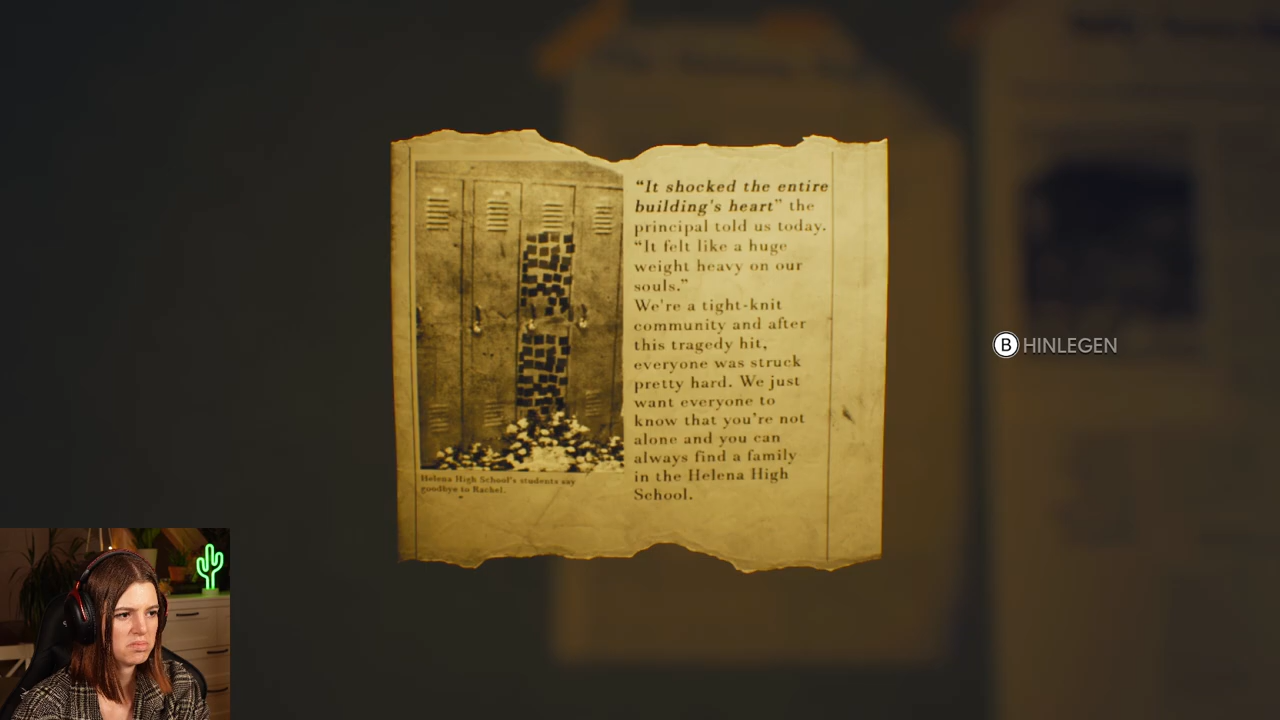 “It shocked the entire
building's heart” the
principal told us today.
“It felt like a huge
weight heavy on our
souls.”
We're a tight-knit
community and after
this tragedy hit,
everyone was struck
pretty hard. We just
want everyone to
know that you’re not
alone and you can
always find a family
in the Helena High
School.
Helena High School's students say
goodbye to Rachel.
B HINLEGEN